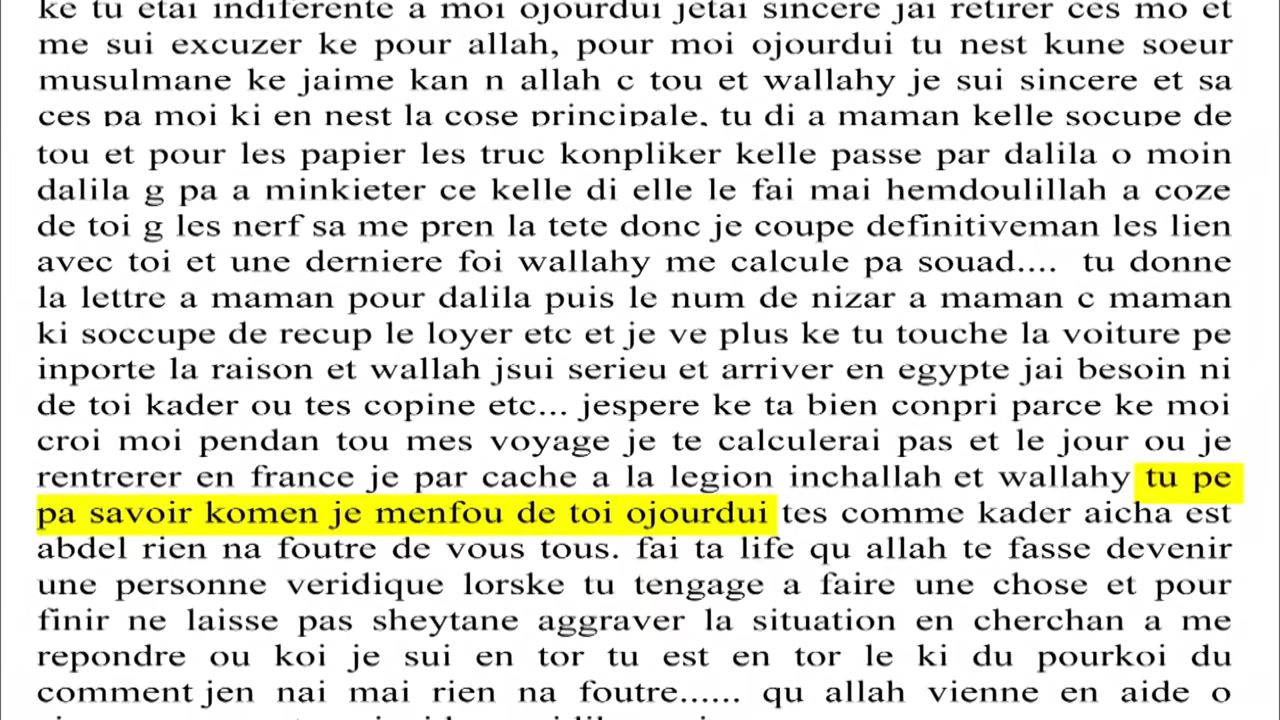 ke tu etai indiferente a moi ojourdui jetai sincere jai retirer ces mo et
me sui excuzer ke pour allah, pour moi ojourdui tu nest kune soeur
musulmane ke jaime kan n allah c tou et wallahy je sui sincere et sa
ces pa moi ki en nest la cose principale. tu di a maman kelle socupe de
tou et pour les papier les truc konpliker kelle passe par dalila o moin
dalila g pa a minkieter ce kelle di elle le fai mai hemdoulillah a coze
de toi g les nerf sa me pren la tete donc je coupe definitiveman les lien
avec toi et une derniere foi wallahy me calcule pa souad.... tu donne
la lettre a maman pour dalila puis le num de nizar a maman c maman
ki soccupe de recup le loyer etc et je ve plus ke tu touche la voiture pe
inporte la raison et wallah jsui serieu et arriver en egypte jai besoin ni
de toi kader ou tes copine etc... jespere ke ta bien conpri parce ke moi
croi moi pendan tou mes voyage je te calculerai pas et le jour ou je
rentrerer en france je par cache a la legion inchallah et wallahy tu pe
pa savoir komen je menfou de toi ojourdui tes comme kader aicha est
abdel rien na foutre de vous tous. fai ta life qu allah te fasse devenir
une personne veridique lorske tu tengage a faire une chose et pour
finir ne laisse pas sheytane aggraver la situation en cherchan a me
repondre ou koi je sui en tor tu est en tor le ki du pourkoi du
comment jen nai mai rien na foutre...... qu allah vienne en aide o